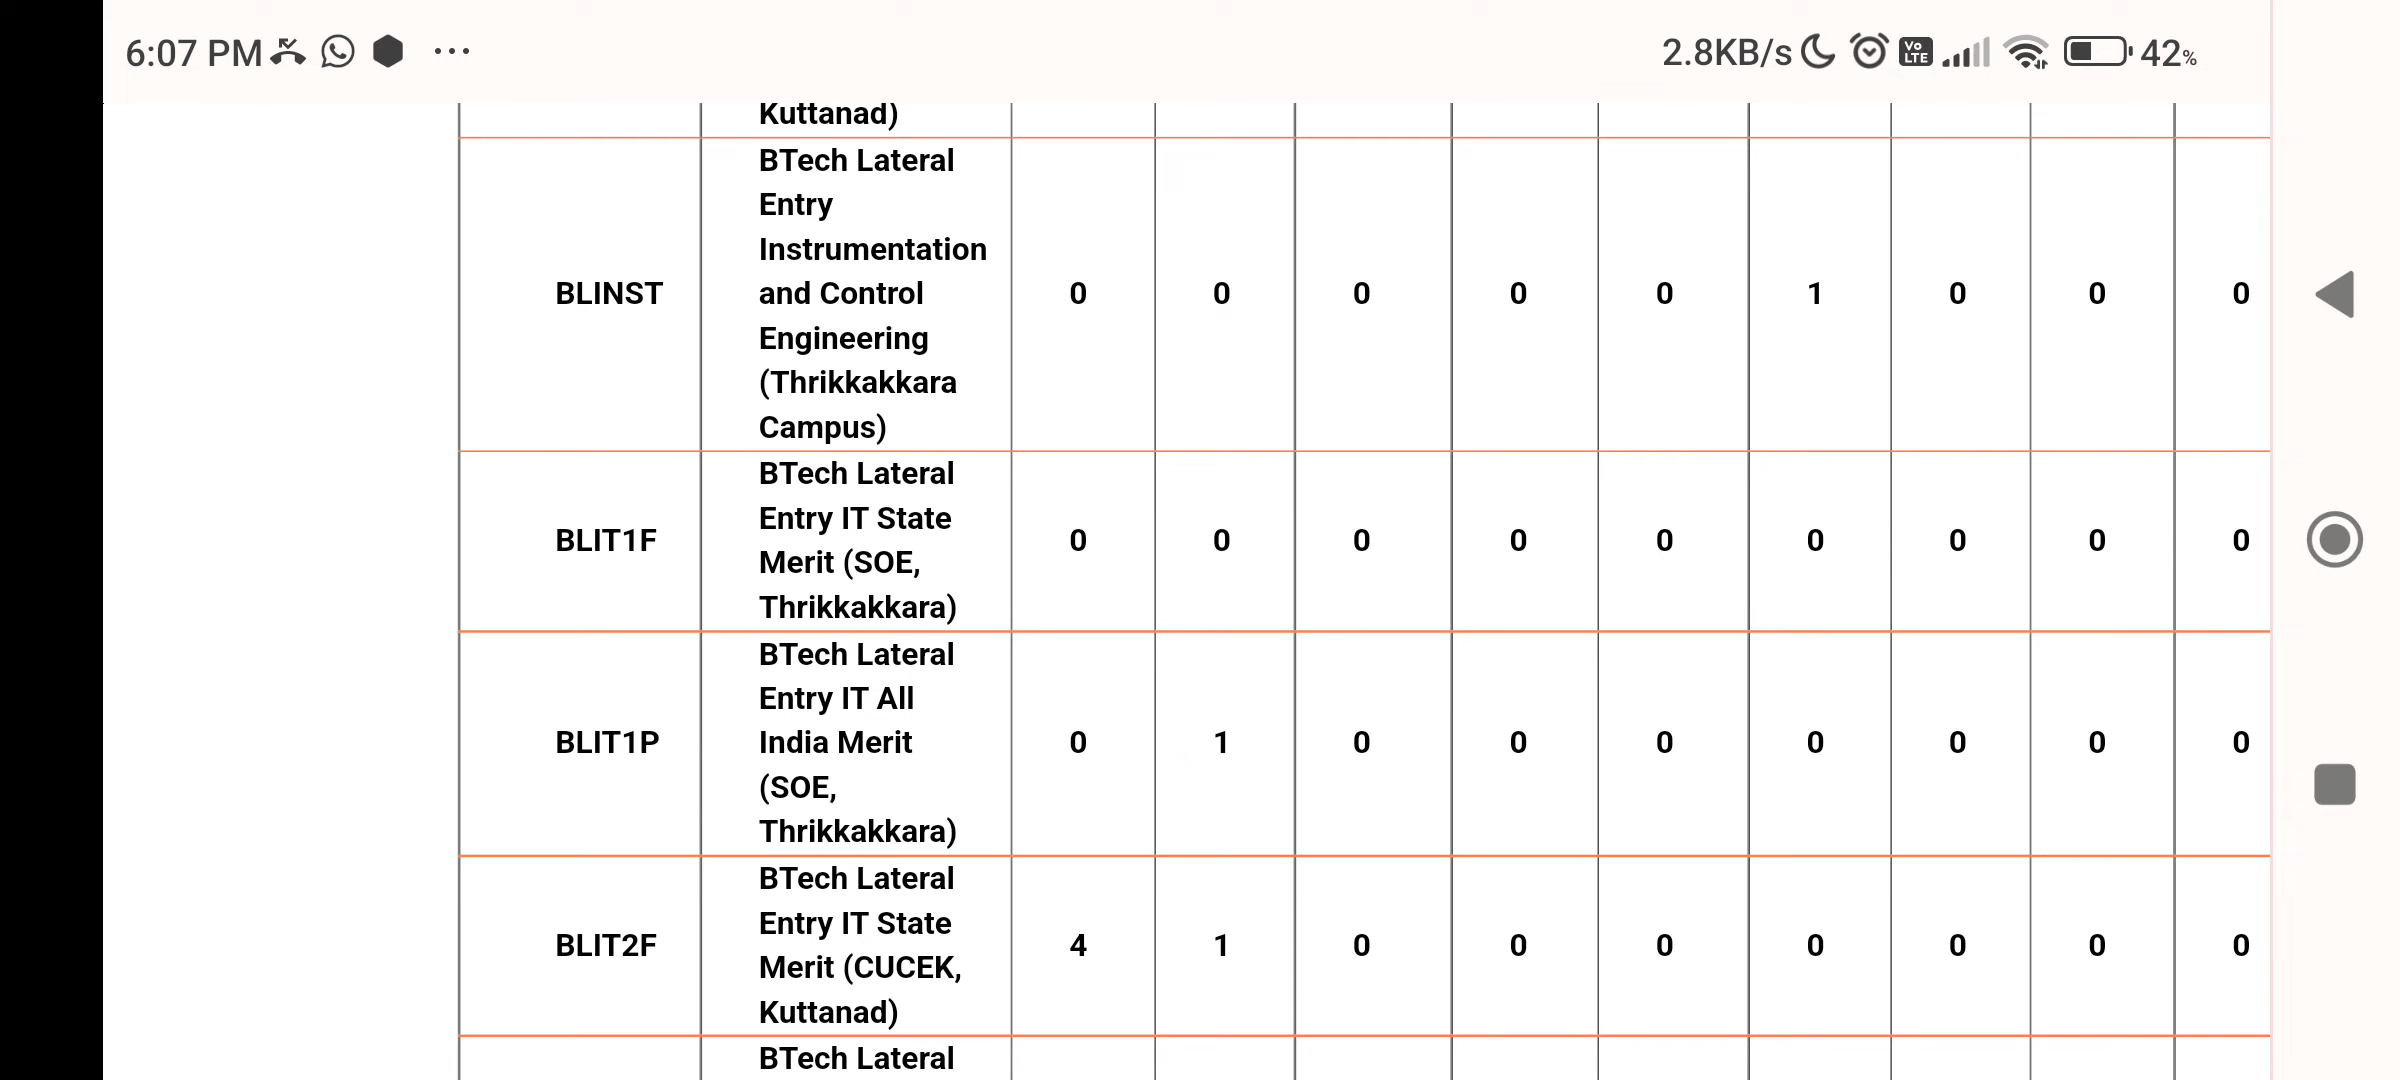 6:07 PM ... 2.8KB/s Vo LTE 42%
Kuttanad)
BTech Lateral
Entry
Instrumentation
BLINST and Control 0 0 0 0 0 1 0 0 0
Engineering
(Thrikkakkara
Campus)
BTech Lateral
Entry IT State
BLIT1F 0 0 0 0 0 0 0 0 0
Merit (SOE,
Thrikkakkara)
BTech Lateral
Entry IT All
BLIT1P India Merit 0 1 0 0 0 0 0 0 0
(SOE,
Thrikkakkara)
BTech Lateral
Entry IT State
BLIT2F 4 1 0 0 0 0 0 0 0
Merit (CUCEK,
Kuttanad)
BTech Lateral